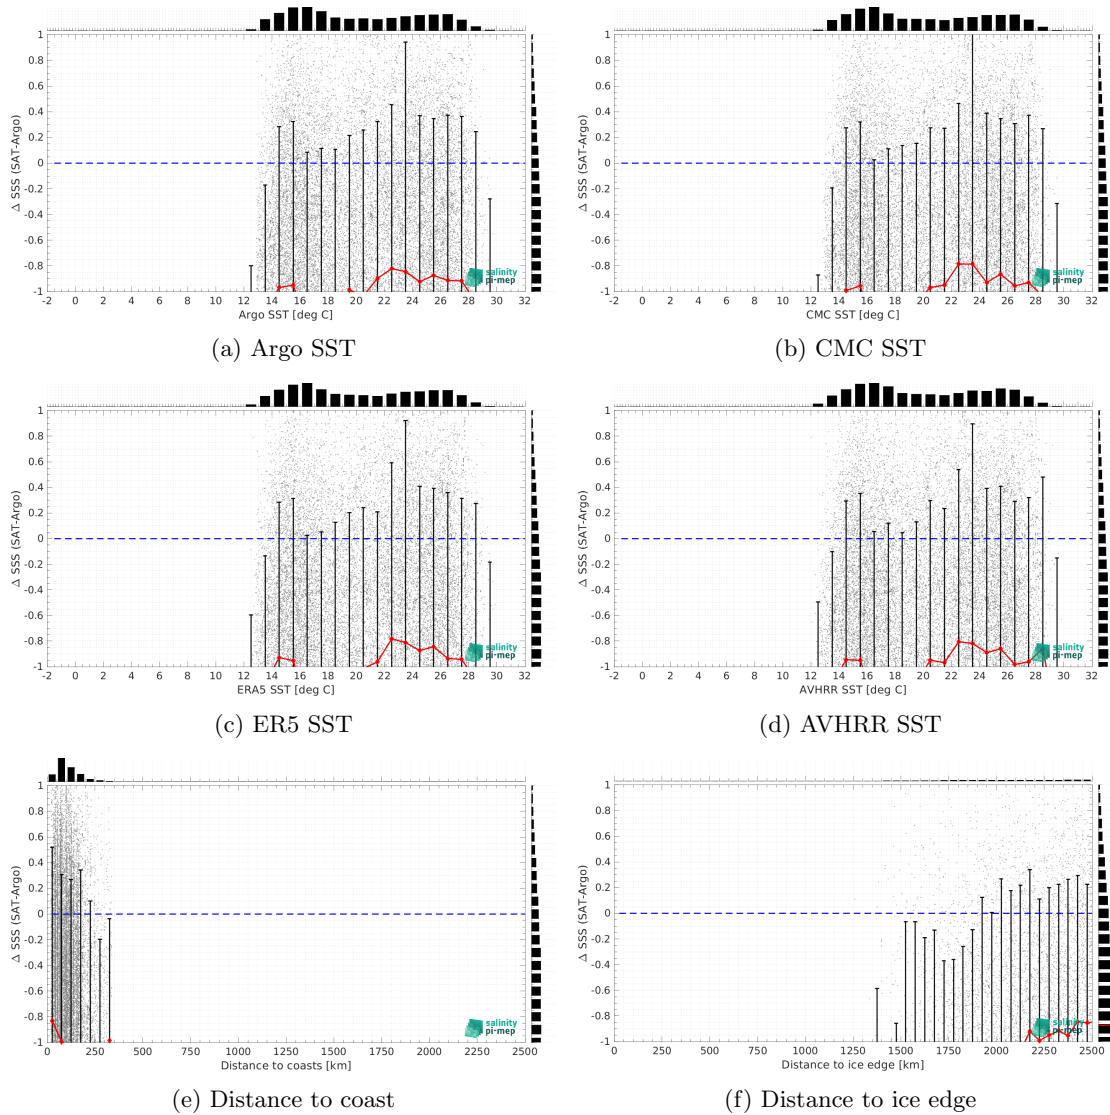 1
0.8
0.6
0.4
0.2
0
-0.2
-0.4
-0.6
-0.8
-1
Δ SSS (SAT-Argo)
-2 0 2 4 6 8 10 12 14 16 18 20 22 24 26 28 30 32
Argo SST [deg C]
salinity
pi-mep
(a) Argo SST
1
0.8
0.6
0.4
0.2
0
-0.2
-0.4
-0.6
-0.8
-1
Δ SSS (SAT-Argo)
-2 0 2 4 6 8 10 12 14 16 18 20 22 24 26 28 30 32
CMC SST [deg C]
salinity
pi-mep
(b) CMC SST
1
0.8
0.6
0.4
0.2
0
-0.2
-0.4
-0.6
-0.8
-1
Δ SSS (SAT-Argo)
-2 0 2 4 6 8 10 12 14 16 18 20 22 24 26 28 30 32
ERA5 SST [deg C]
salinity
pi-mep
(c) ER5 SST
1
0.8
0.6
0.4
0.2
0
-0.2
-0.4
-0.6
-0.8
-1
Δ SSS (SAT-Argo)
-2 0 2 4 6 8 10 12 14 16 18 20 22 24 26 28 30 32
AVHRR SST [deg C]
salinity
pi-mep
(d) AVHRR SST
1
0.8
0.6
0.4
0.2
0
-0.2
-0.4
-0.6
-0.8
-1
Δ SSS (SAT-Argo)
0 250 500 750 1000 1250 1500 1750 2000 2250 2500
Distance to coasts [km]
salinity
pi-mep
(e) Distance to coast
1
0.8
0.6
0.4
0.2
0
-0.2
-0.4
-0.6
-0.8
-1
Δ SSS (SAT-Argo)
0 250 500 750 1000 1250 1500 1750 2000 2250 2500
Distance to ice edge [km]
salinity
pi-mep
(f) Distance to ice edge